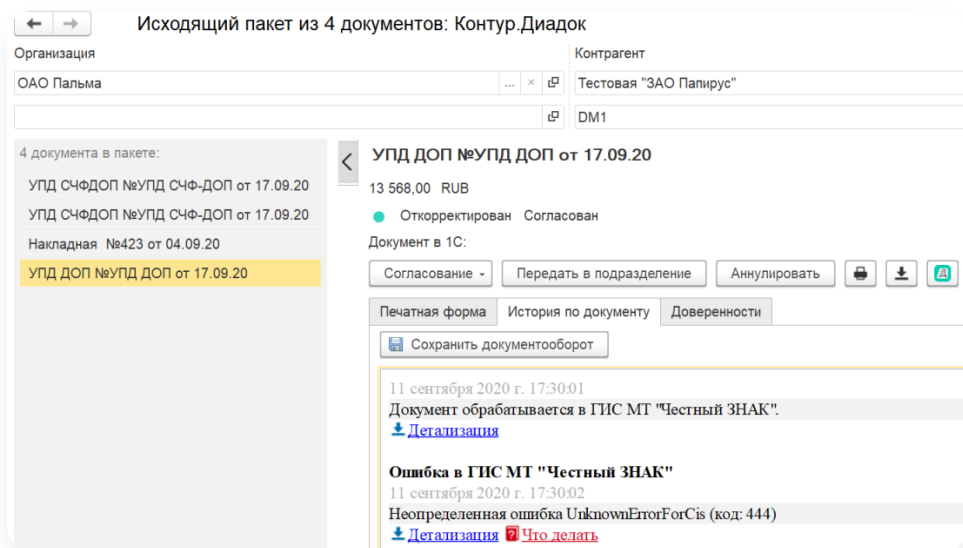 Исходящий пакет из 4 документов: Контур.Диадок
Организация
Контрагент
ОАО Пальма
...
×
Тестовая "ЗАО Папирус"
DM1
4 документа в пакете:
УПД СЧФДОП №УПД СЧФ-ДОП от 17.09.20
УПД СЧФДОП №УПД СЧФ-ДОП от 17.09.20
Накладная №423 от 04.09.20
УПД ДОП №УПД ДОП от 17.09.20
УПД ДОП №УПД ДОП от 17.09.20
13 568,00 RUB
Откорректирован Согласован
Документ в 1С:
Согласование
Передать в подразделение
Аннулировать
Печатная форма
История по документу
Доверенности
Сохранить документооборот
11 сентября 2020 г. 17:30:01
Документ обрабатывается в ГИС МТ "Честный ЗНАК".
Детализация
Ошибка в ГИС МТ "Честный ЗНАК"
11 сентября 2020 г. 17:30:02
Неопределенная ошибка UnknownErrorForCis (код: 444)
Детализация ? Что делать